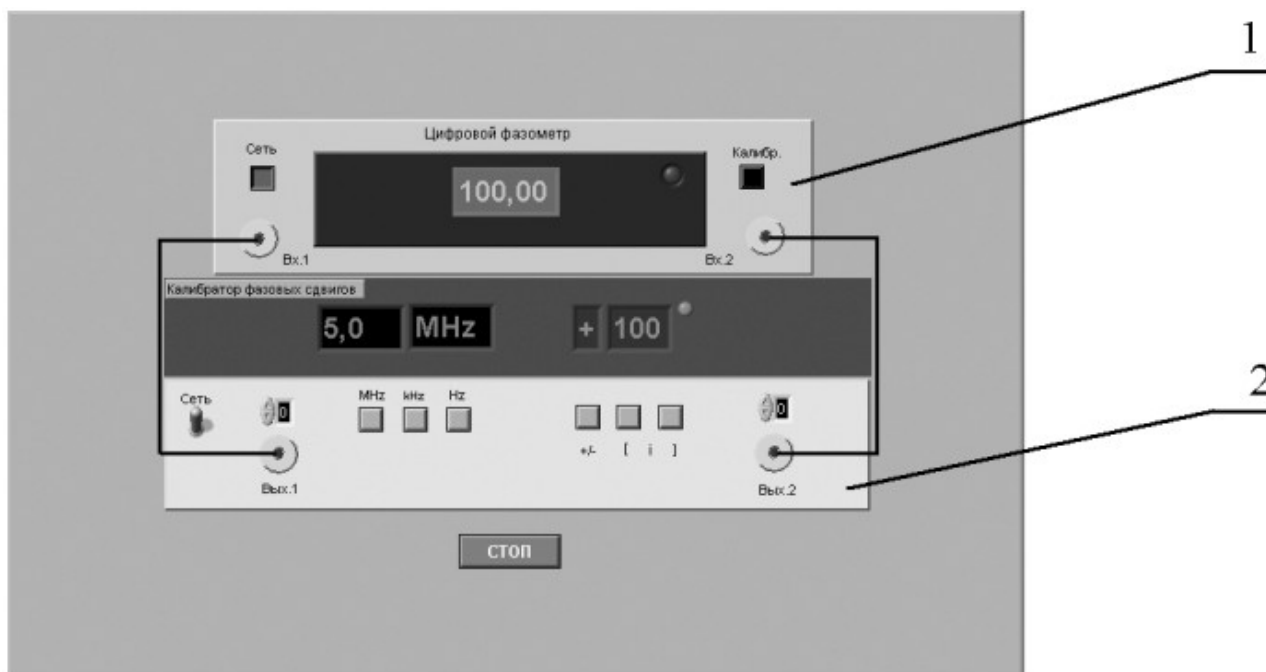 1
Цифровой фазометр
Сеть
Калибр.
100,00
Вх.1
Вх.2
Калибратор фазовых сдвигов
5,0 MHz + 100
2
Сеть
0
MHz kHz Hz
0
+/- [ i ]
Вых.1
Вых.2
СТОП